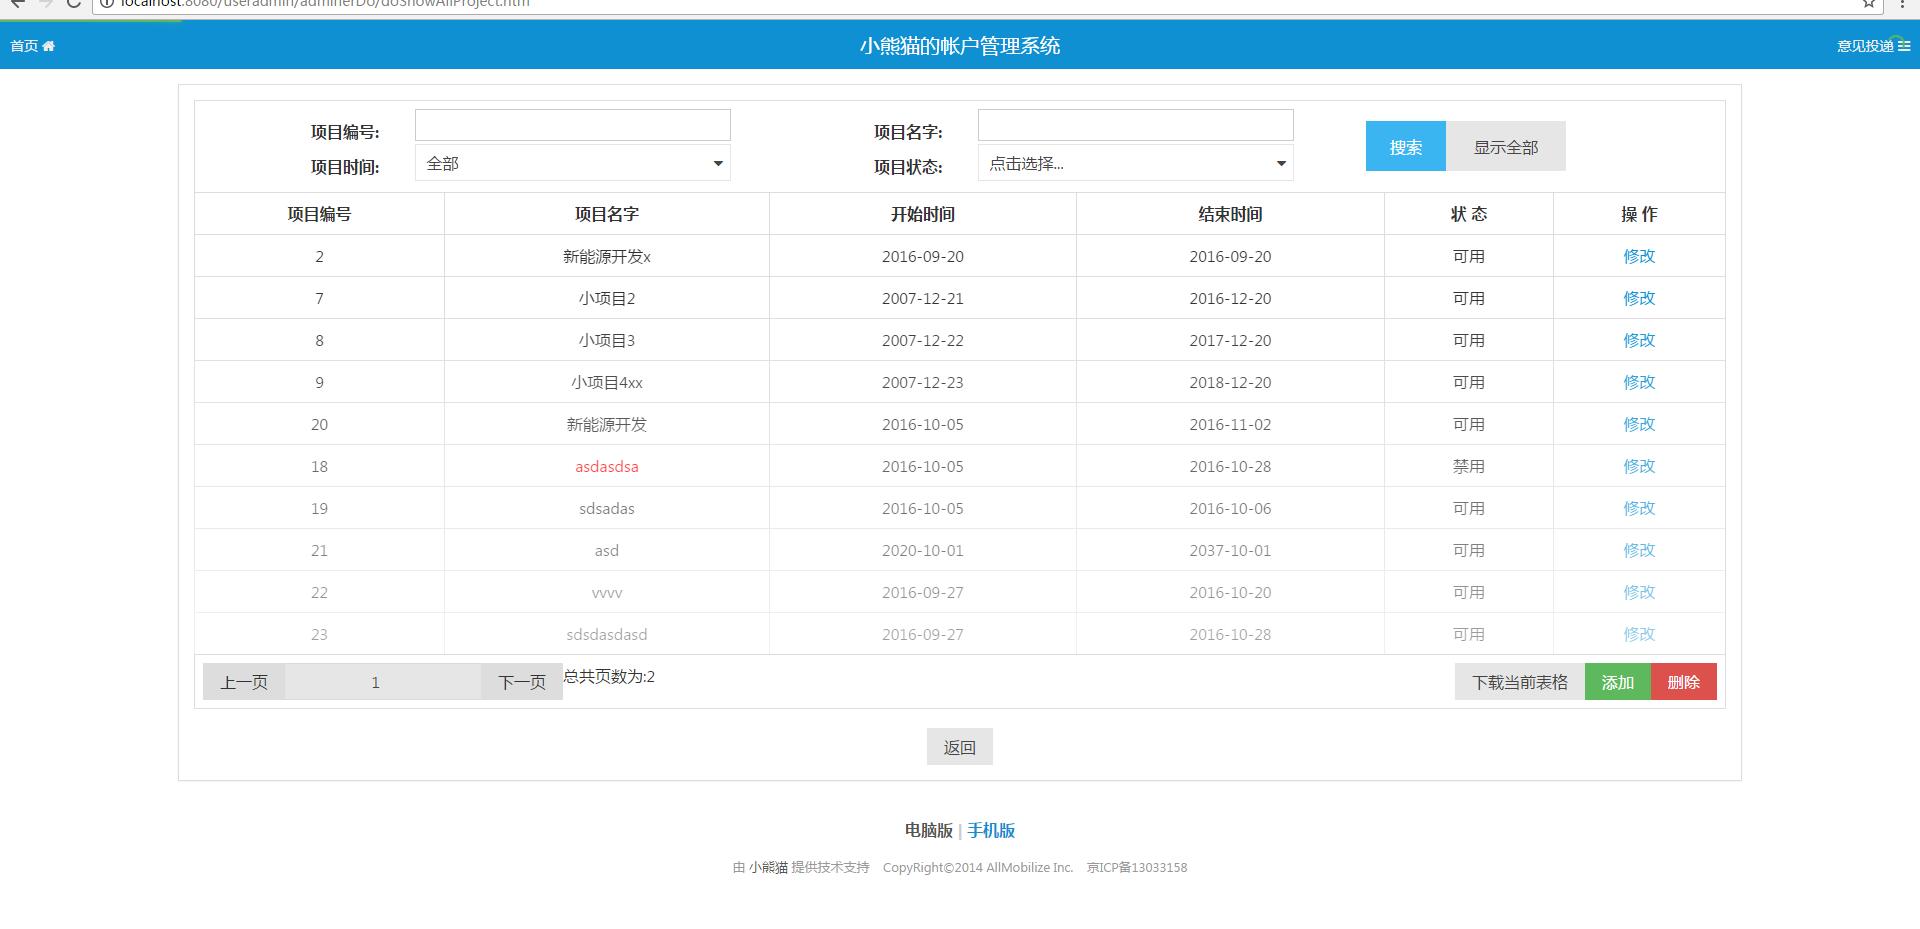 localhost:8080/useradmin/adminerDo/doShowAllProject.htm
首页 小熊猫的帐户管理系统 意见投递
项目编号: 项目名字: 搜索 显示全部
项目时间: 全部 项目状态: 点击选择...
项目编号 项目名字 开始时间 结束时间 状 态 操 作
2 新能源开发x 2016-09-20 2016-09-20 可用 修改
7 小项目2 2007-12-21 2016-12-20 可用 修改
8 小项目3 2007-12-22 2017-12-20 可用 修改
9 小项目4xx 2007-12-23 2018-12-20 可用 修改
20 新能源开发 2016-10-05 2016-11-02 可用 修改
18 asdasdsa 2016-10-05 2016-10-28 禁用 修改
19 sdsadas 2016-10-05 2016-10-06 可用 修改
21 asd 2020-10-01 2037-10-01 可用 修改
22 vvvv 2016-09-27 2016-10-20 可用 修改
23 sdsdasdasd 2016-09-27 2016-10-28 可用 修改
上一页 1 下一页 总共页数为:2 下载当前表格 添加 删除
返回
电脑版 | 手机版
由 小熊猫 提供技术支持 CopyRight©2014 AllMobilize Inc. 京ICP备13033158